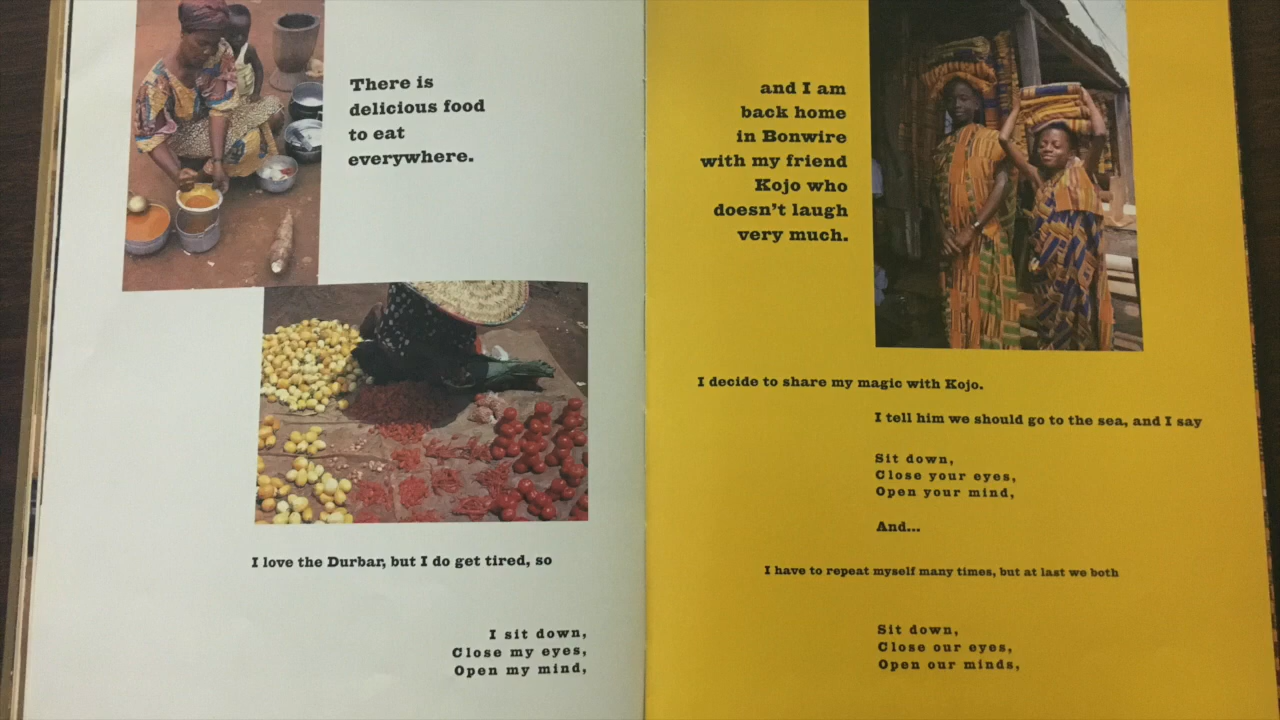 There is
delicious food
to eat
everywhere.
I love the Durbar, but I do get tired, so
I sit down,
Close my eyes,
Open my mind,
and I am
back home
in Bonwire
with my friend
Kojo who
doesn't laugh
very much.
I decide to share my magic with Kojo.
I tell him we should go to the sea, and I say
Sit down,
Close your eyes,
Open your mind,
And...
I have to repeat myself many times, but at last we both
Sit down,
Close our eyes,
Open our minds,